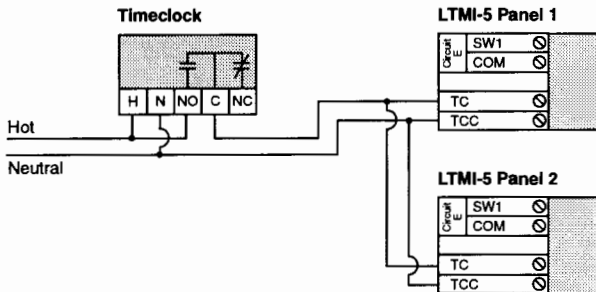 Timeclock
H N NO C NC
Hot
Neutral
LTMI-5 Panel 1
Circuit E
SW1
COM
TC
TCC
LTMI-5 Panel 2
Circuit E
SW1
COM
TC
TCC